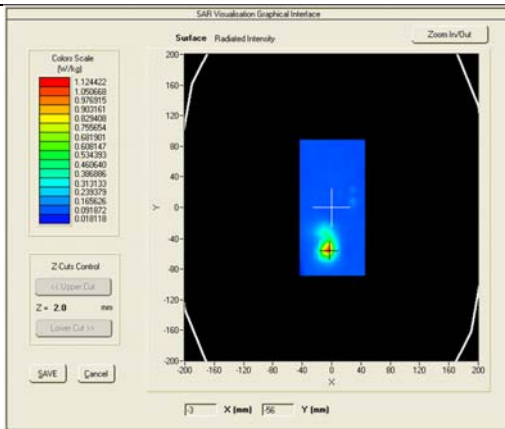 SAR Visualisation Graphical Interface
Surface Radiated Intensity
Zoom In/Out
Colors Scale
(W/kg)
1.124422
1.050668
0.976915
0.903161
0.829408
0.755654
0.681901
0.608147
0.534393
0.460640
0.386886
0.313133
0.239379
0.165626
0.091872
0.018118
Z-Cuts Control
<< Upper Cut
Z = 2.0 mm
Lower Cut >>
SAVE
Cancel
200
160
120
80
40
0
-40
-80
-120
-160
-200
Y
-200 -160 -120 -80 -40 0 40 80 120 160 200
X
-3 X (mm) -56 Y (mm)